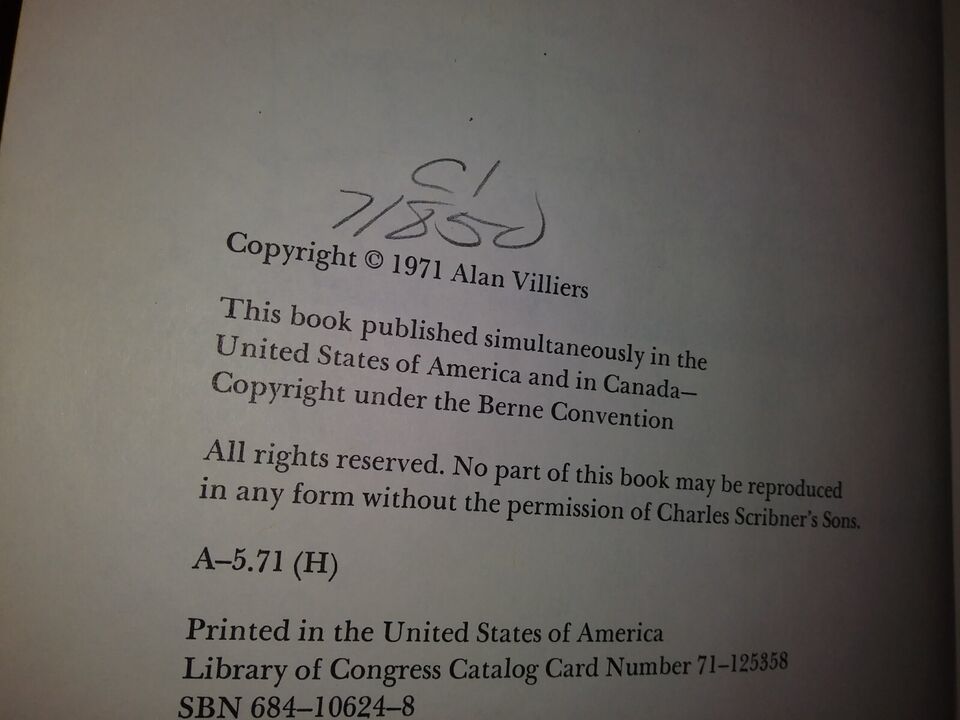 C1
71850
Copyright © 1971 Alan Villiers
This book published simultaneously in the
United States of America and in Canada—
Copyright under the Berne Convention
All rights reserved. No part of this book may be reproduced
in any form without the permission of Charles Scribner's Sons.
A–5.71 (H)
Printed in the United States of America
Library of Congress Catalog Card Number 71–125358
SBN 684–10624–8